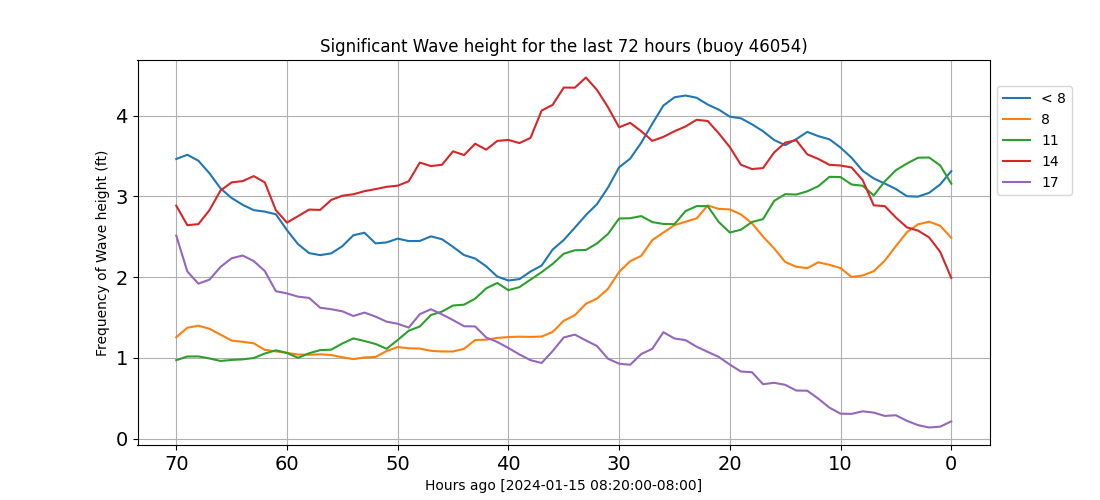 Significant Wave height for the last 72 hours (buoy 46054)
Frequency of Wave height (ft)
4
3
2
1
0
70 60 50 40 30 20 10 0
Hours ago [2024-01-15 08:20:00-08:00]
< 8
8
11
14
17